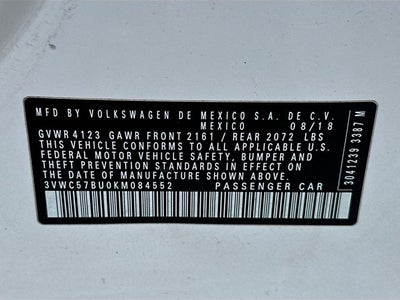 MFD BY VOLKSWAGEN DE MEXICO S.A. DE C.V.
MEXICO 08/18
GVWR 4123 GAWR FRONT 2161 / REAR 2072 LBS
THIS VEHICLE CONFORMS TO ALL APPLICABLE U.S.
FEDERAL MOTOR VEHICLE SAFETY, BUMPER AND
THEFT PREVENTION STANDARDS IN EFFECT ON
THE DATE OF MANUFACTURE SHOWN ABOVE.
3VWC57BU0KM084552 PASSENGER CAR
3041239 3387 M